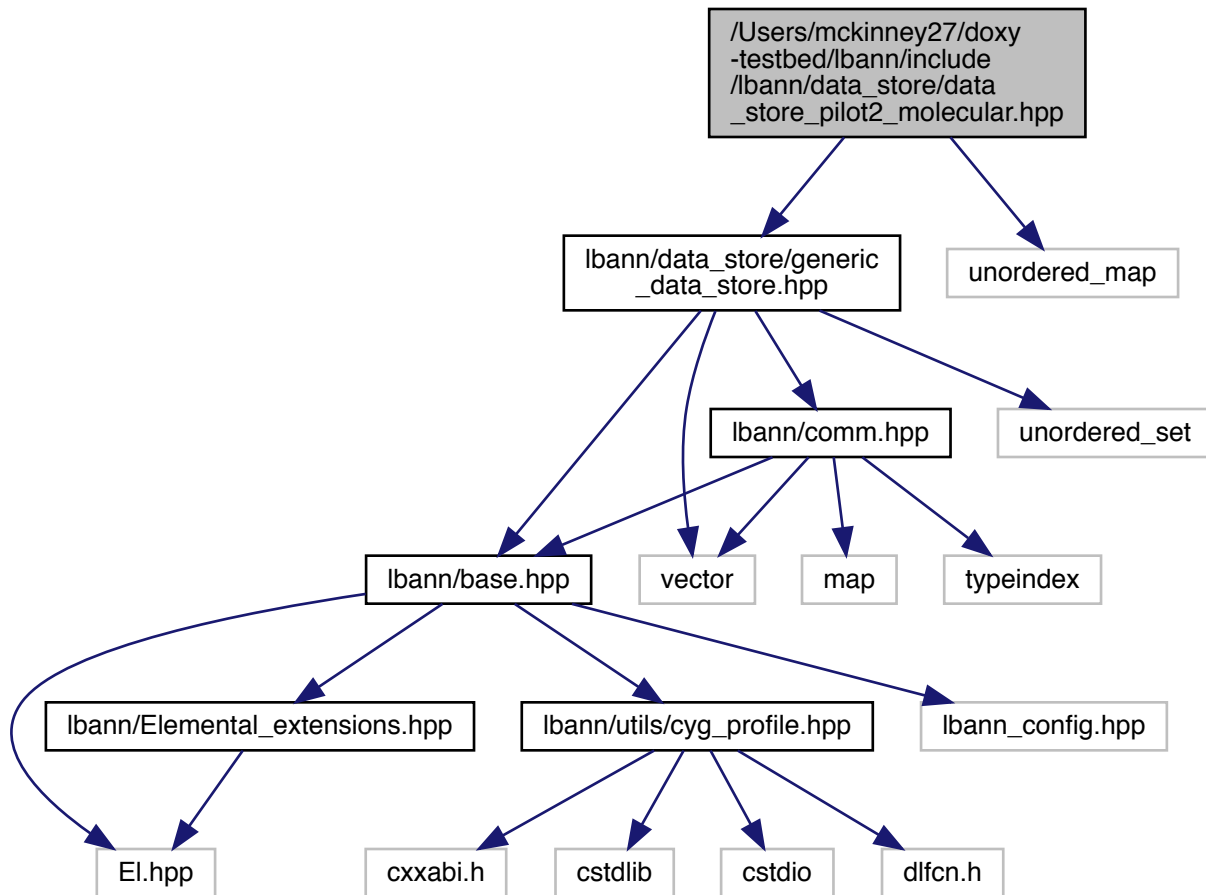 /Users/mckinney27/doxy
-testbed/lbann/include
/lbann/data_store/data
_store_pilot2_molecular.hpp
lbann/data_store/generic
_data_store.hpp
unordered_map
lbann/comm.hpp
unordered_set
lbann/base.hpp
vector
map
typeindex
lbann/Elemental_extensions.hpp
lbann/utils/cyg_profile.hpp
lbann_config.hpp
El.hpp
cxxabi.h
cstdlib
cstdio
dlfcn.h